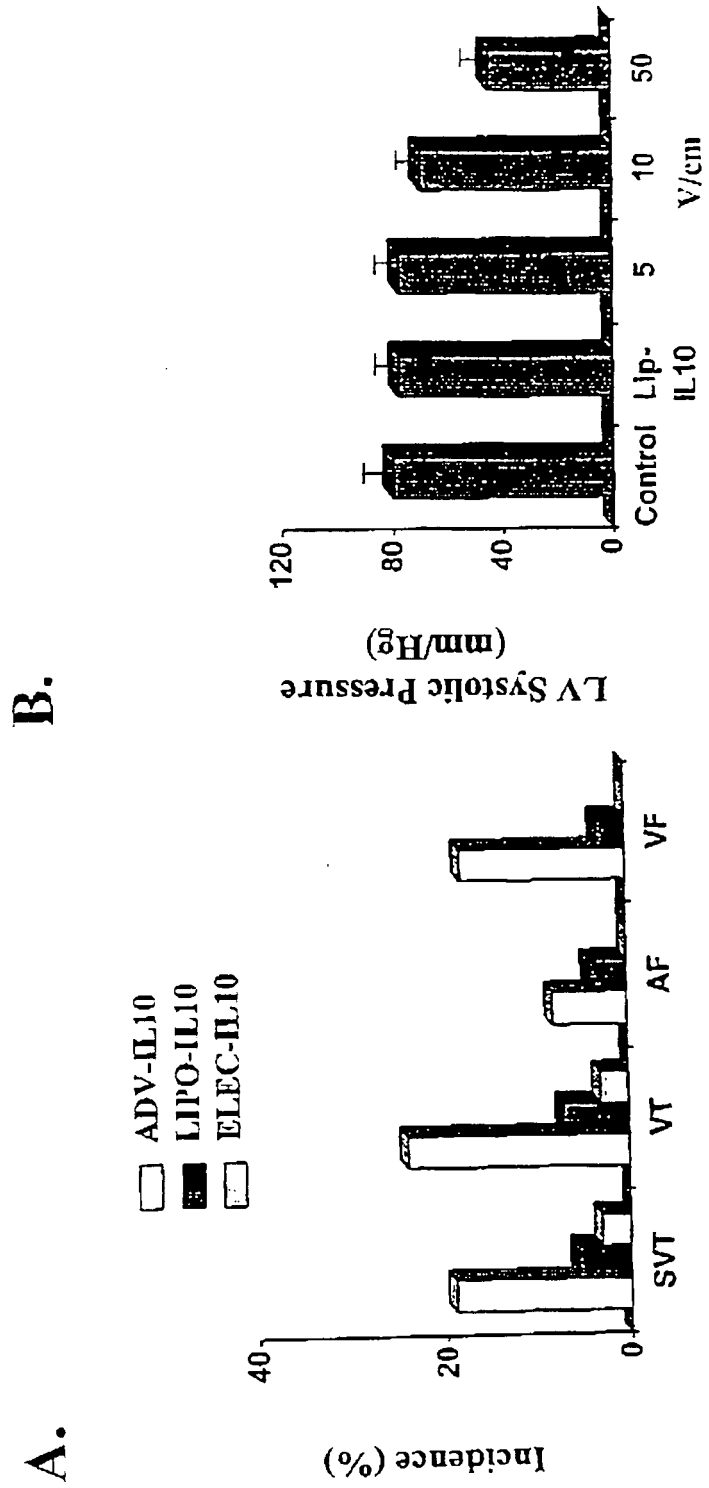 A.
Incidence (%)
40
20
0
ADV-IL10
LIPO-IL10
ELEC-IL10
SVT
VT
AF
VF
B.
LV Systolic Pressure
(mm/Hg)
120
80
40
0
Control
Lip-
IL10
5
10
50
V/cm